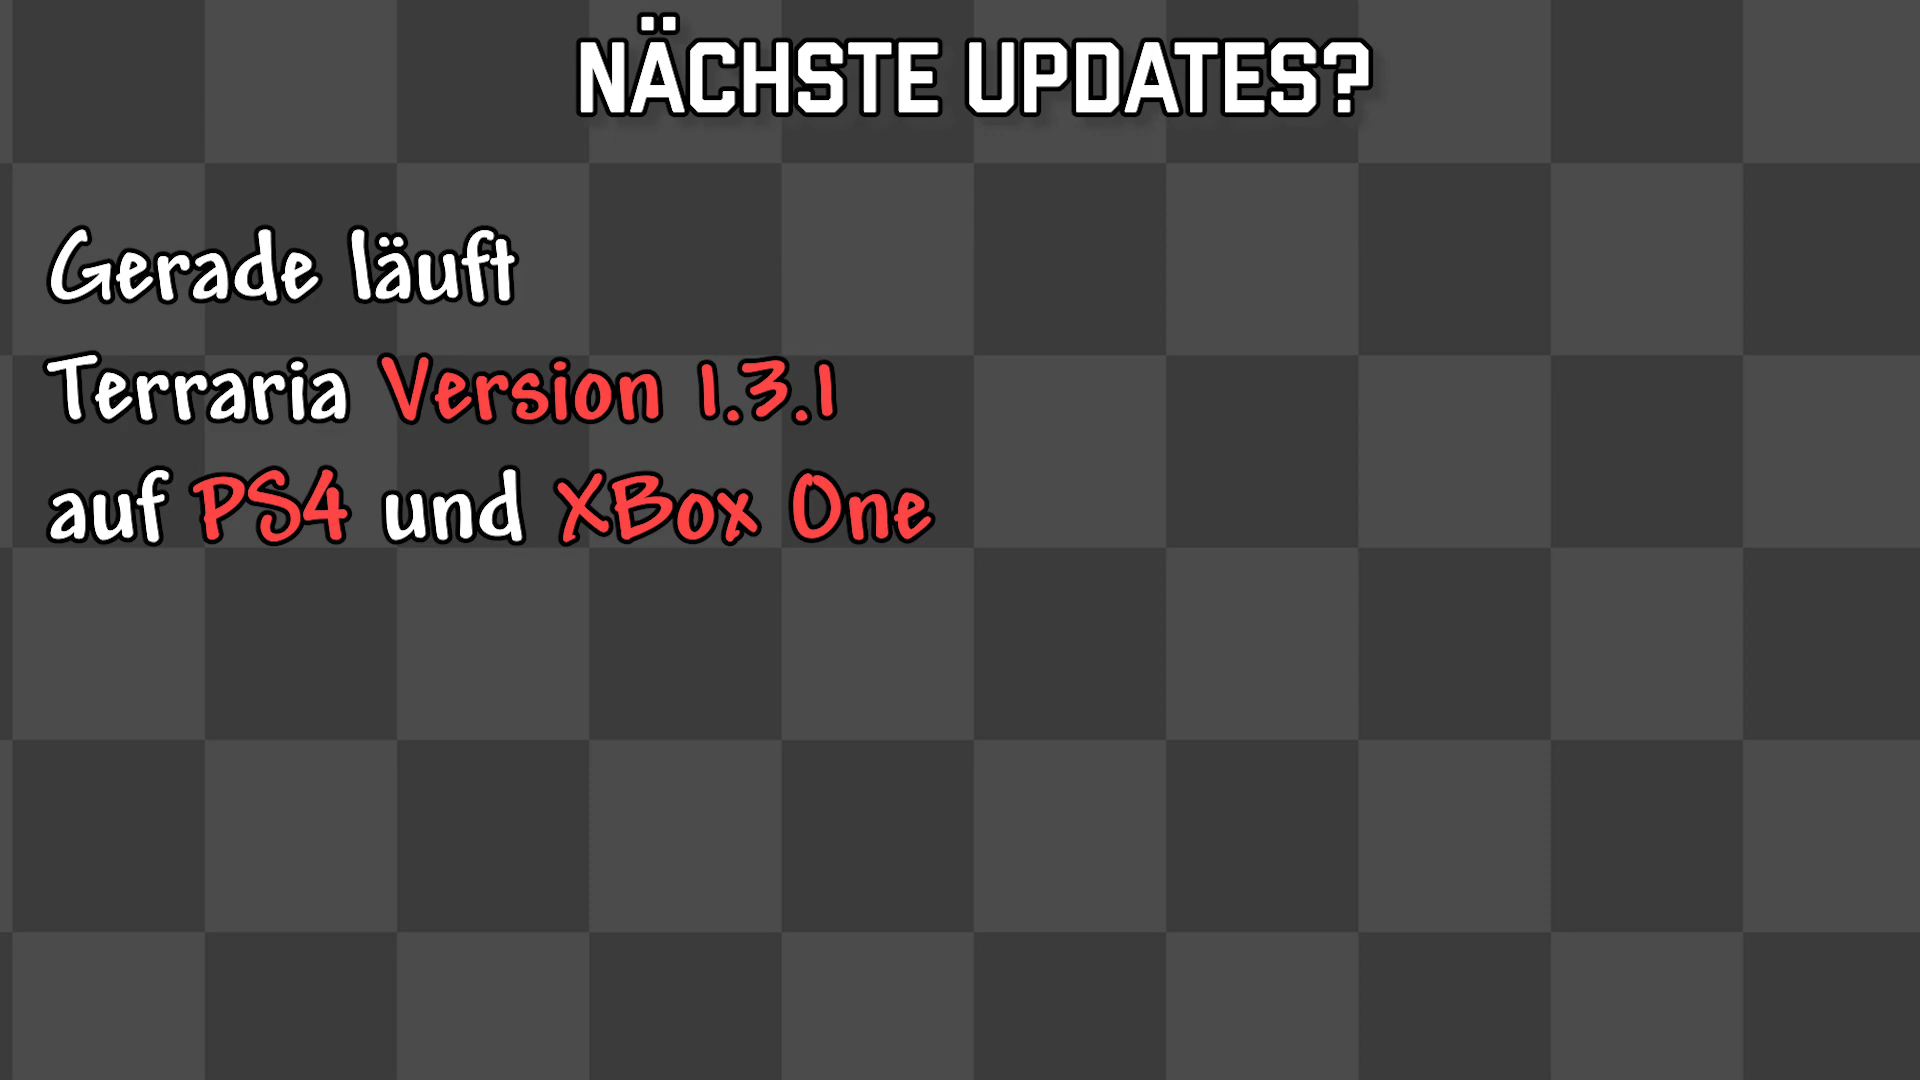 NÄCHSTE UPDATES?
Gerade läuft
Terraria Version 1.3.1
auf PS4 und XBox One